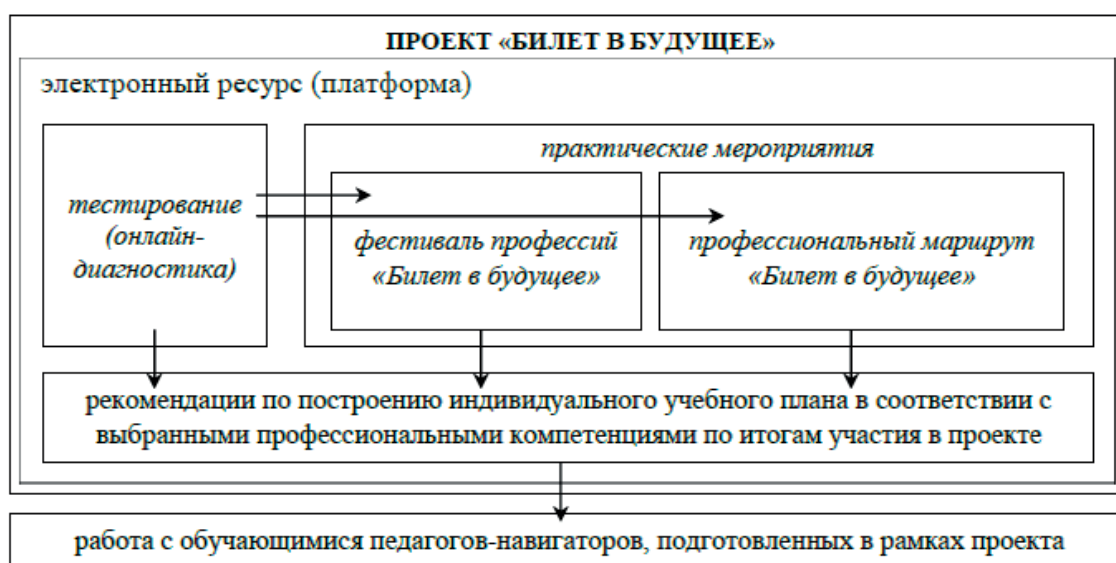 ПРОЕКТ «БИЛЕТ В БУДУЩЕЕ»
электронный ресурс (платформа)
тестирование
(онлайн-
диагностика)
практические мероприятия
фестиваль профессий
«Билет в будущее»
профессиональный маршрут
«Билет в будущее»
рекомендации по построению индивидуального учебного плана в соответствии с
выбранными профессиональными компетенциями по итогам участия в проекте
работа с обучающимися педагогов-навигаторов, подготовленных в рамках проекта